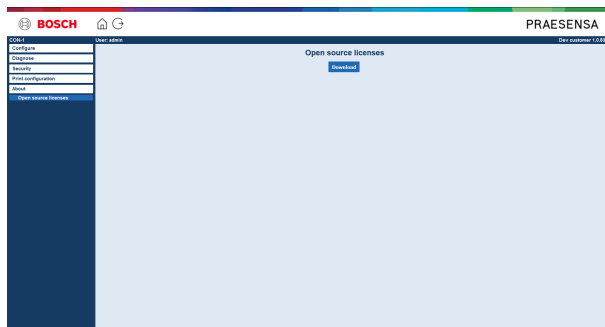 BOSCH
PRAESENSA
CON-1
User: admin
Dev customer 1.0.83
Configure
Diagnose
Security
Print configuration
About
Open source licenses
Open source licenses
Download